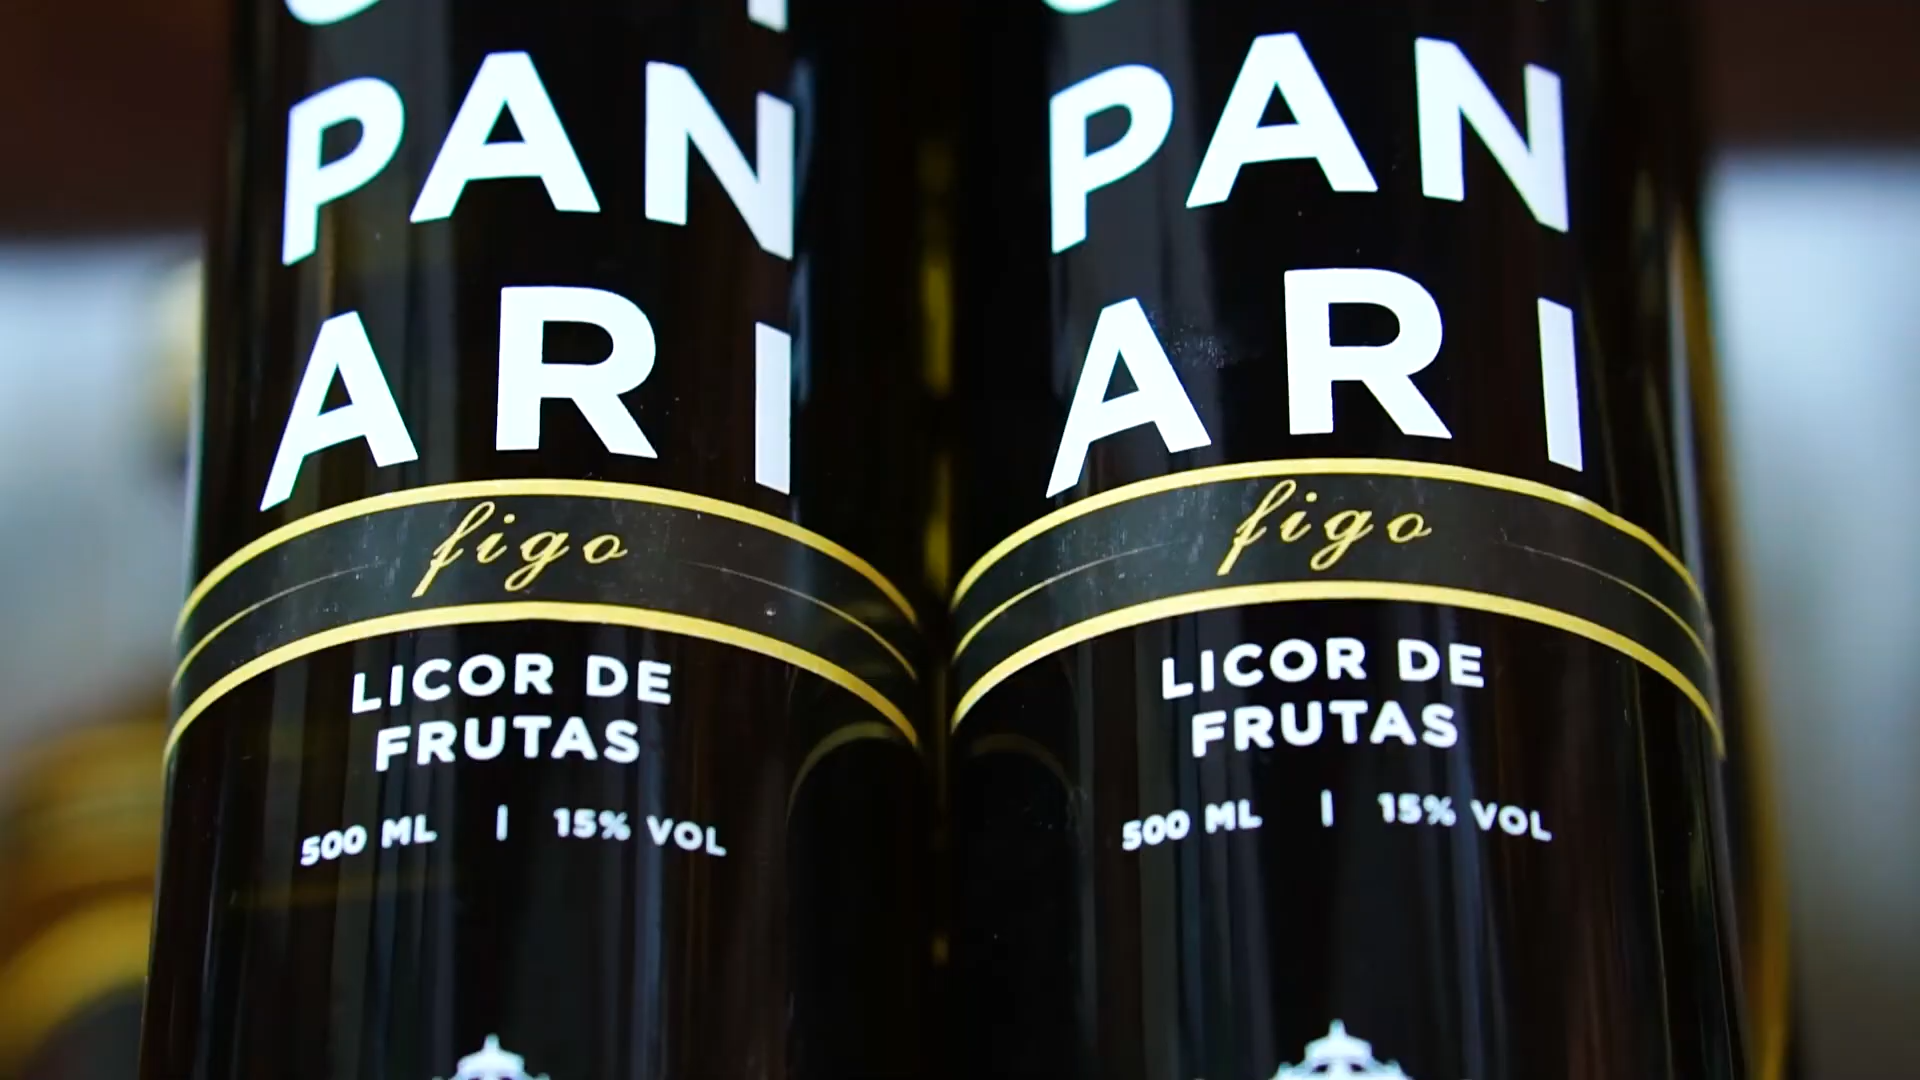 PAN
ARI
figo
LICOR DE
FRUTAS
500 ML | 15% VOL
PAN
ARI
figo
LICOR DE
FRUTAS
500 ML | 15% VOL